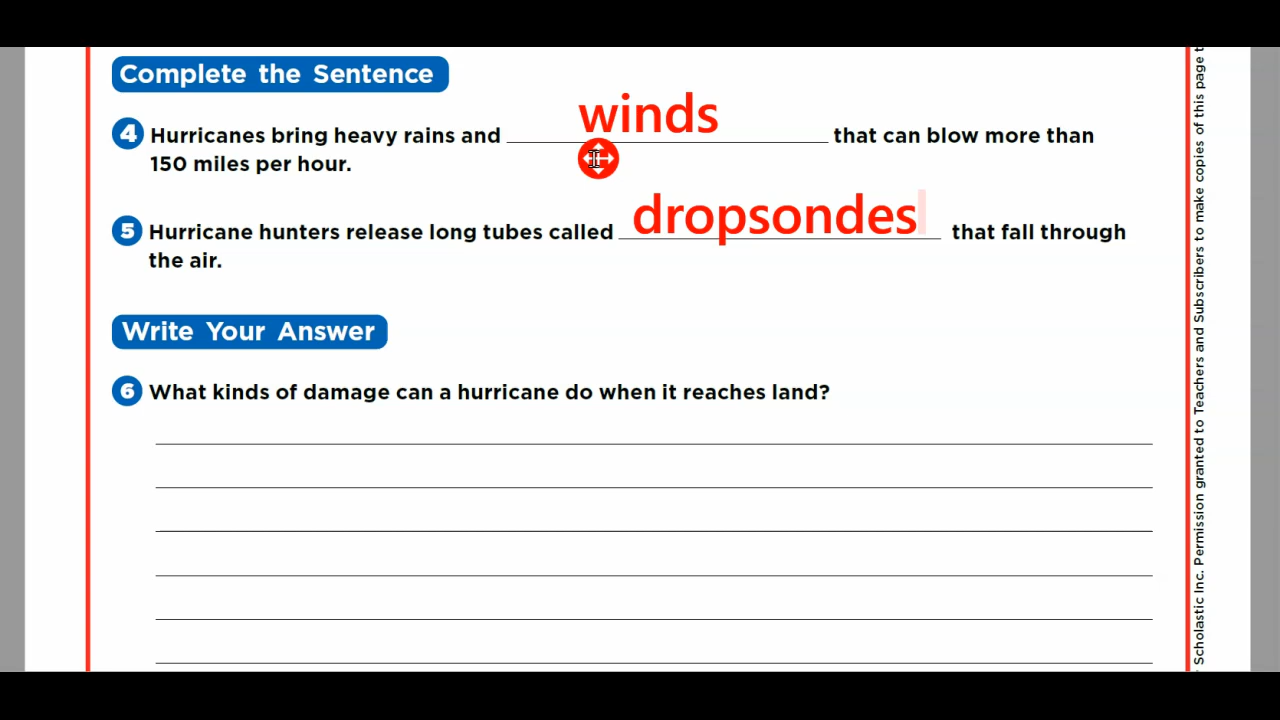 Complete the Sentence
winds
4 Hurricanes bring heavy rains and ____ that can blow more than
150 miles per hour.
dropsondes
5 Hurricane hunters release long tubes called ____ that fall through
the air.
Write Your Answer
6 What kinds of damage can a hurricane do when it reaches land?
Scholastic Inc. Permission granted to Teachers and Subscribers to make copies of this page t